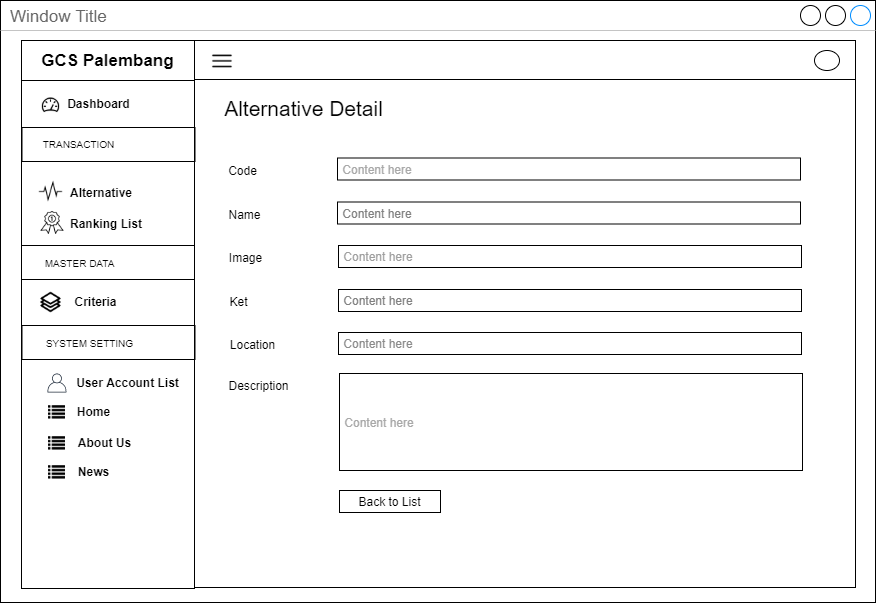 Window Title
GCS Palembang
Dashboard
TRANSACTION
Alternative
Ranking List
MASTER DATA
Criteria
SYSTEM SETTING
User Account List
Home
About Us
News
Alternative Detail
Code
Content here
Name
Content here
Image
Content here
Ket
Content here
Location
Content here
Description
Content here
Back to List